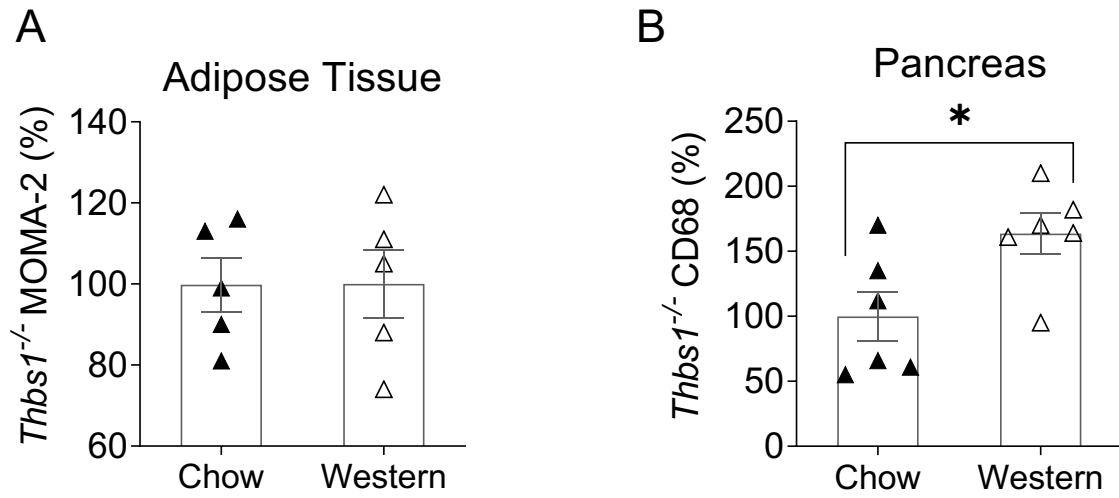 A
Adipose Tissue
Thbs1-/- MOMA-2 (%)
140
120
100
80
60
Chow Western
B
Pancreas
*
Thbs1-/- CD68 (%)
250
200
150
100
50
0
Chow Western